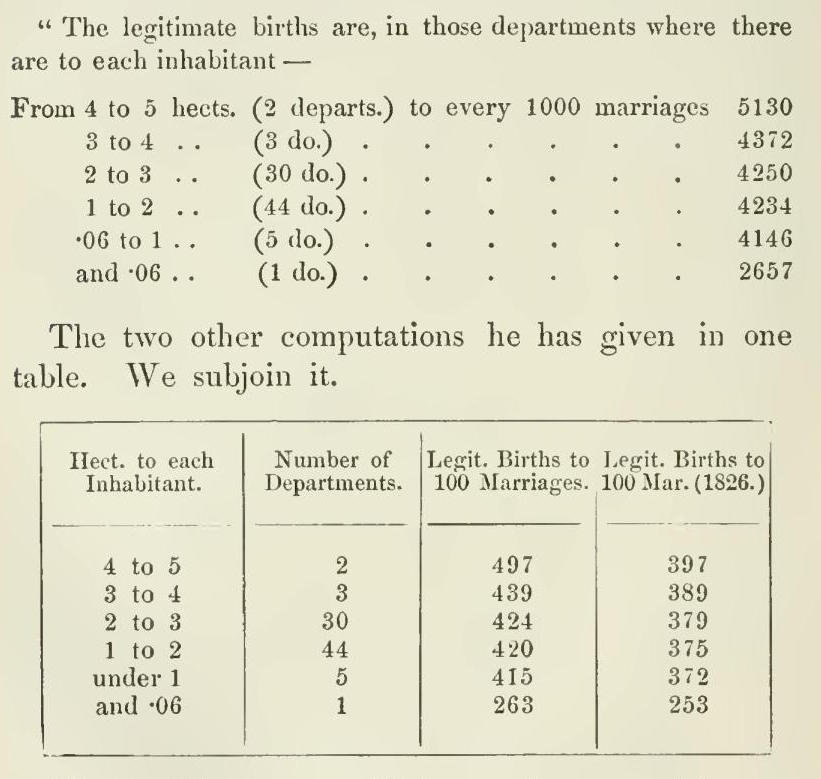 “ The legitimate births are, in those departments where there
are to each inhabitant —
From 4 to 5 hects. (2 departs.) to every 1000 marriages 5130
3 to 4 . . (3 do.) . . . . . . 4372
2 to 3 . . (30 do.) . . . . . . 4250
1 to 2 . . (44 do.) . . . . . . 4234
·06 to 1 . . (5 do.) . . . . . . 4146
and ·06 . . (1 do.) . . . . . . 2657
The two other computations he has given in one
table. We subjoin it.
Hect. to each Inhabitant. | Number of Departments. | Legit. Births to 100 Marriages. | Legit. Births to 100 Mar. (1826.)
4 to 5 2 497 397
3 to 4 3 439 389
2 to 3 30 424 379
1 to 2 44 420 375
under 1 5 415 372
and ·06 1 263 253